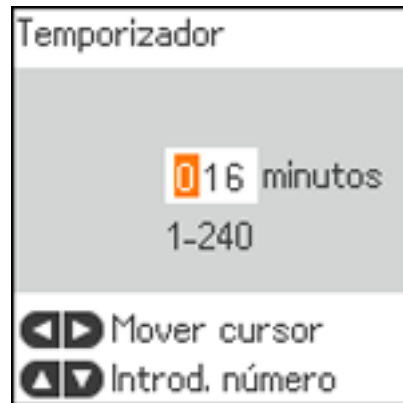 Temporizador
016 minutos
1-240
Mover cursor
Introd. número